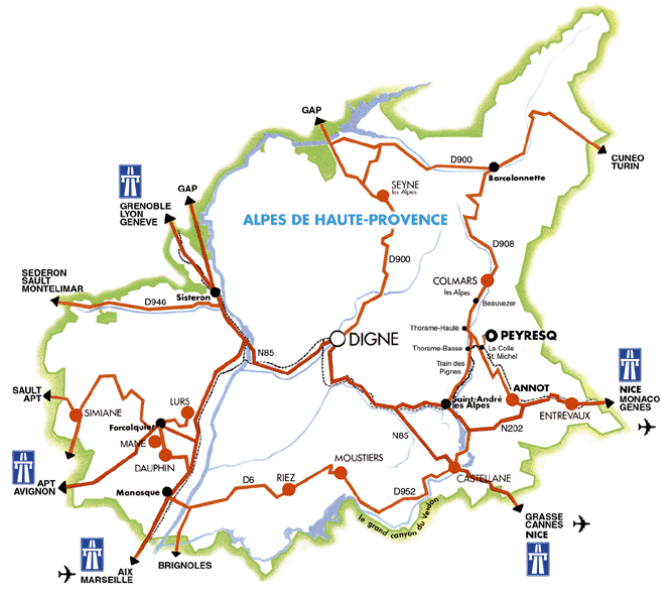 GAP
CUNEO
TURIN
D900
Barcelonnette
SEYNE
les Alpes
GAP
GRENOBLE
LYON
GENEVE
ALPES DE HAUTE-PROVENCE
D908
D900
SEDERON
SAULT
MONTELIMAR
D946
Sisteron
COLMARS
les Alpes
Beauvezer
Thorame-Haute
PEYRESQ
Thorame-Basse
La Colle
St. Michel
DIGNE
N85
Train des
Pignes
SAULT
APT
SIMIANE
LURS
Forcalquier
MANE
DAUPHIN
ANNOT
Saint-André
les Alpes
ENTREVAUX
NICE
MONACO
GENES
N85
N202
APT
AVIGNON
Manosque
D6
RIEZ
MOUSTIERS
D952
CASTELLANE
le grand canyon du Verdon
GRASSE
CANNES
NICE
BRIGNOLES
AIX
MARSEILLE